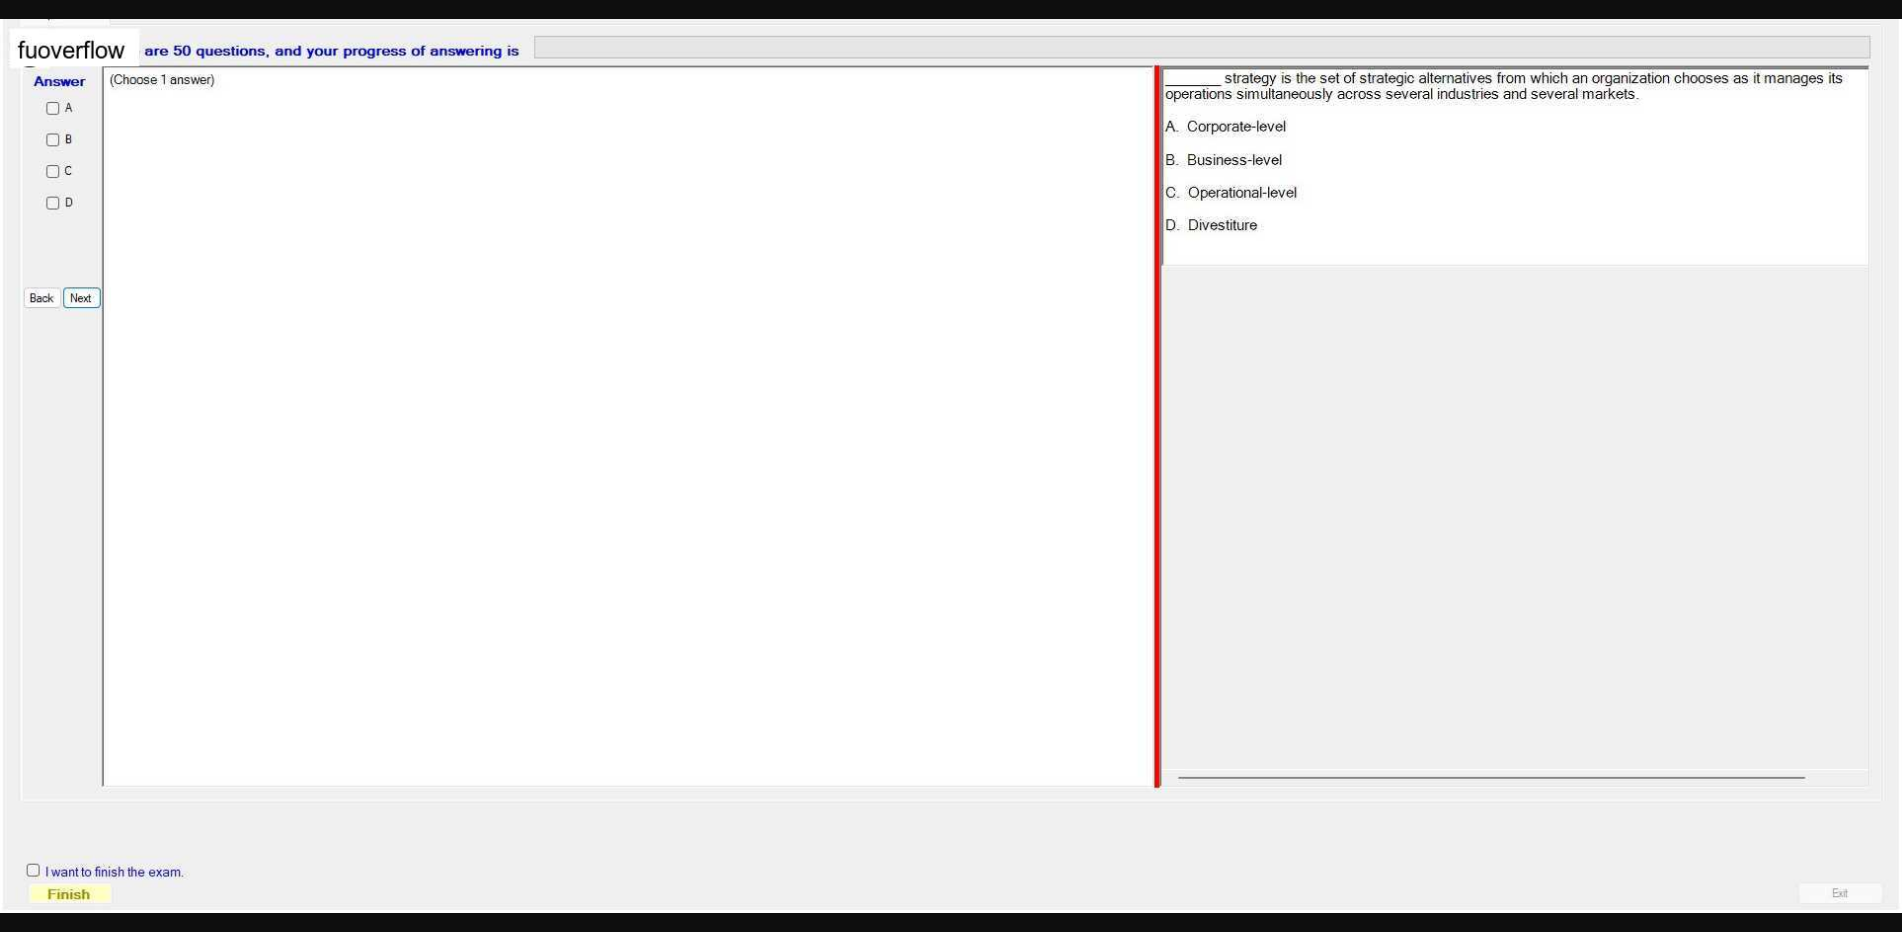 fuoverflow are 50 questions, and your progress of answering is
Answer
A
B
C
D
Back Next
(Choose 1 answer)
______ strategy is the set of strategic alternatives from which an organization chooses as it manages its
operations simultaneously across several industries and several markets.
A. Corporate-level
B. Business-level
C. Operational-level
D. Divestiture
I want to finish the exam.
Finish
Exit